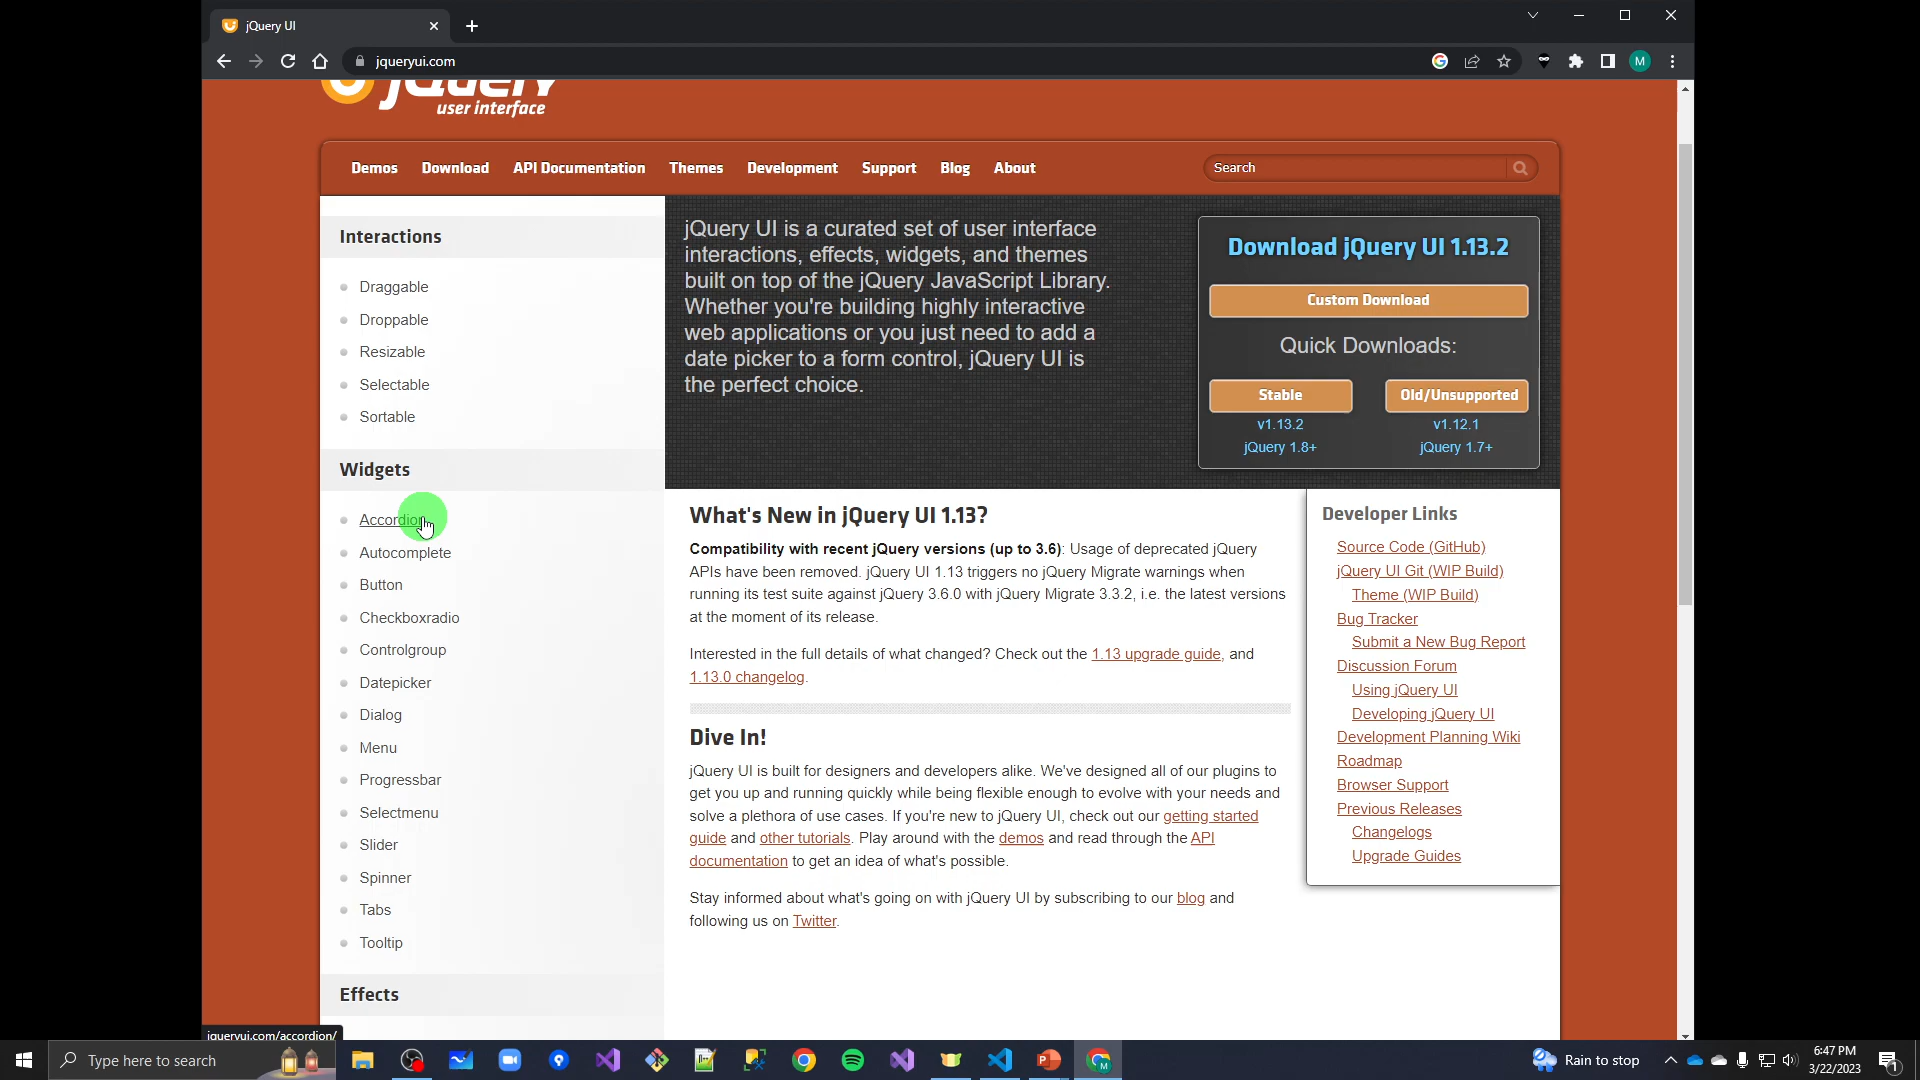 jQuery UI
jqueryui.com
M
jQuery
user interface
Demos Download API Documentation Themes Development Support Blog About
Search
Interactions
Draggable
Droppable
Resizable
Selectable
Sortable
Widgets
Accordion
Autocomplete
Button
Checkboxradio
Controlgroup
Datepicker
Dialog
Menu
Progressbar
Selectmenu
Slider
Spinner
Tabs
Tooltip
Effects
jQuery UI is a curated set of user interface
interactions, effects, widgets, and themes
built on top of the jQuery JavaScript Library.
Whether you're building highly interactive
web applications or you just need to add a
date picker to a form control, jQuery UI is
the perfect choice.
Download jQuery UI 1.13.2
Custom Download
Quick Downloads:
Stable
v1.13.2
jQuery 1.8+
Old/Unsupported
v1.12.1
jQuery 1.7+
What's New in jQuery UI 1.13?
Compatibility with recent jQuery versions (up to 3.6): Usage of deprecated jQuery
APIs have been removed. jQuery UI 1.13 triggers no jQuery Migrate warnings when
running its test suite against jQuery 3.6.0 with jQuery Migrate 3.3.2, i.e. the latest versions
at the moment of its release.
Interested in the full details of what changed? Check out the 1.13 upgrade guide, and
1.13.0 changelog.
Dive In!
jQuery UI is built for designers and developers alike. We've designed all of our plugins to
get you up and running quickly while being flexible enough to evolve with your needs and
solve a plethora of use cases. If you're new to jQuery UI, check out our getting started
guide and other tutorials. Play around with the demos and read through the API
documentation to get an idea of what's possible.
Stay informed about what's going on with jQuery UI by subscribing to our blog and
following us on Twitter.
Developer Links
Source Code (GitHub)
jQuery UI Git (WIP Build)
Theme (WIP Build)
Bug Tracker
Submit a New Bug Report
Discussion Forum
Using jQuery UI
Developing jQuery UI
Development Planning Wiki
Roadmap
Browser Support
Previous Releases
Changelogs
Upgrade Guides
jqueryui.com/accordion/
Type here to search
Rain to stop
6:47 PM
3/22/2023
1